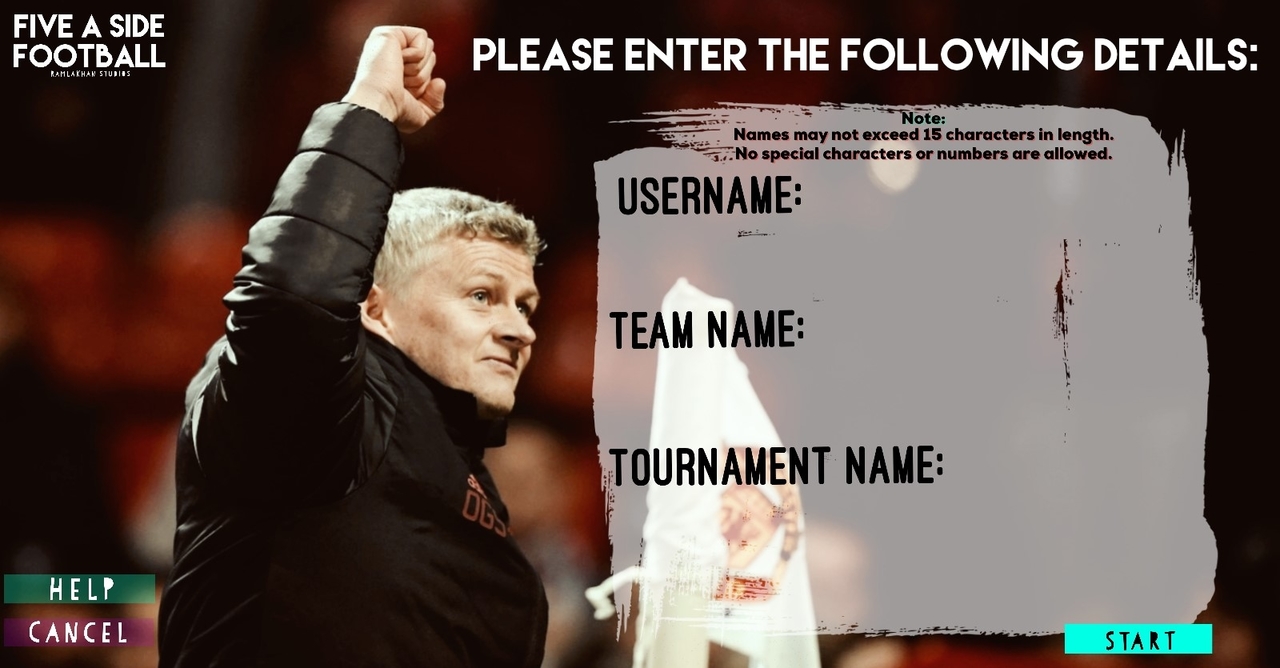 FIVE A SIDE
FOOTBALL
RAMLAKHAN STUDIOS
PLEASE ENTER THE FOLLOWING DETAILS:
Note:
Names may not exceed 15 characters in length.
No special characters or numbers are allowed.
USERNAME:
TEAM NAME:
TOURNAMENT NAME:
OGS
HELP
CANCEL
START